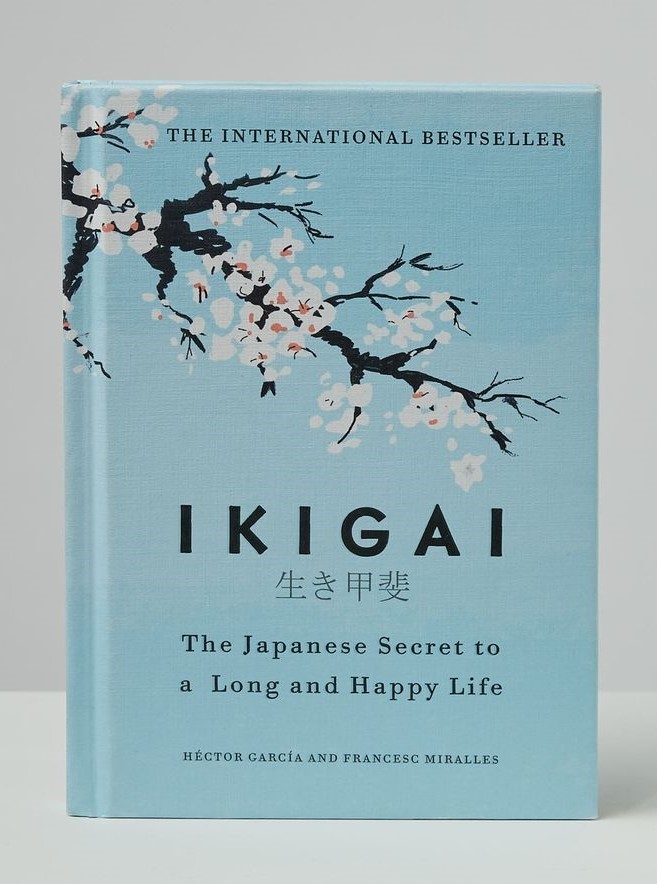 THE INTERNATIONAL BESTSELLER
IKIGAI
生き甲斐
The Japanese Secret to
a Long and Happy Life
HÉCTOR GARCÍA AND FRANCESC MIRALLES